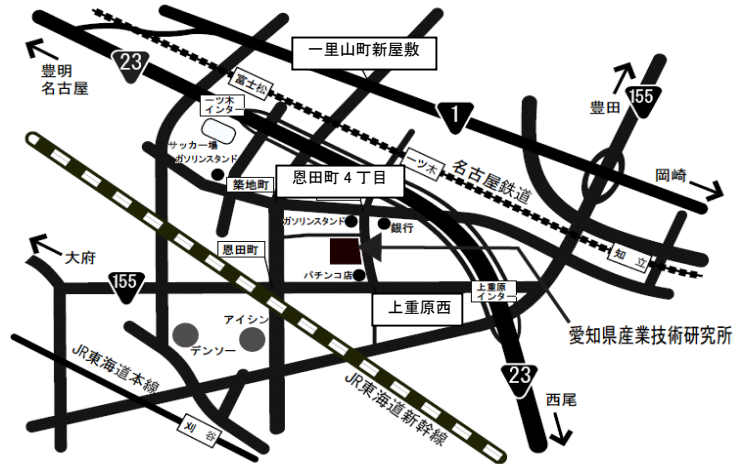 一里山町新屋敷
23
豊明
名古屋
富士松
1
155
豊田
一ツ木
インター
サッカー場
ガソリンスタンド
一ツ木
名古屋鉄道
岡崎
築地町
恩田町4丁目
ガソリンスタンド
銀行
恩田町
知立
大府
155
パチンコ店
上重原
インター
上重原西
愛知県産業技術研究所
アイシン
デンソー
JR東海道本線
JR東海道新幹線
刈谷
23
西尾